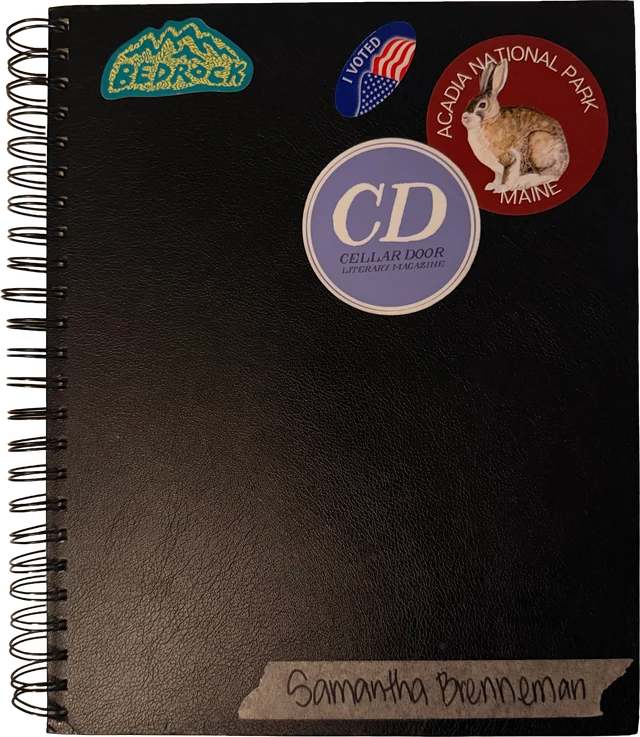 BEDROCK
I VOTED
ACADIA NATIONAL PARK
MAINE
CD
CELLAR DOOR
LITERARY MAGAZINE
Samantha Brenneman